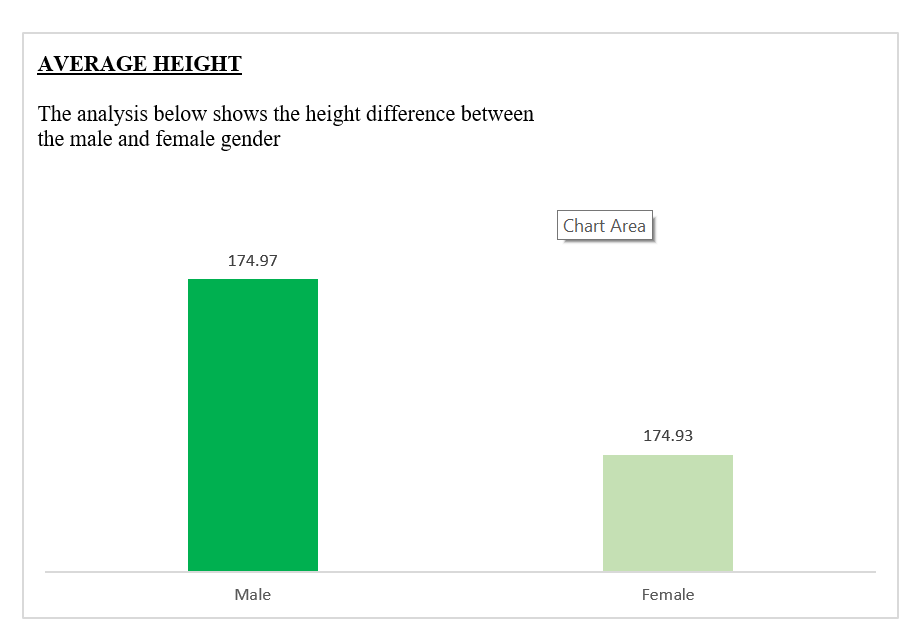 AVERAGE HEIGHT
The analysis below shows the height difference between
the male and female gender
Chart Area
174.97
174.93
Male
Female